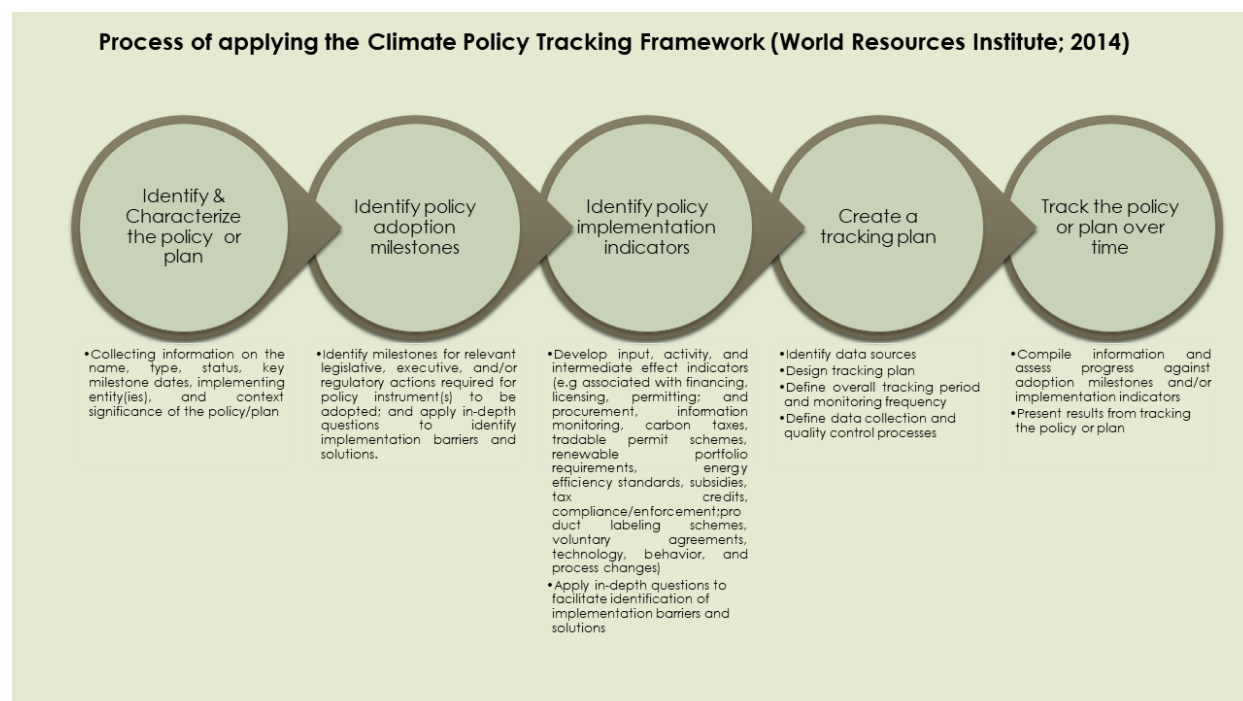 Process of applying the Climate Policy Tracking Framework (World Resources Institute; 2014)
Identify &
Characterize
the policy or
plan
Identify policy
adoption
milestones
Identify policy
implementation
indicators
Create a
tracking plan
Track the policy
or plan over
time
•Collecting information on the
name, type, status, key
milestone dates, implementing
entity(ies), and context
significance of the policy/plan
•Identify milestones for relevant
legislative, executive, and/or
regulatory actions required for
policy instrument(s) to be
adopted; and apply in-depth
questions to identify
implementation barriers and
solutions.
•Develop input, activity, and
intermediate effect indicators
(e.g associated with financing,
licensing, permitting; and
procurement, information
monitoring, carbon taxes,
tradable permit schemes,
renewable portfolio
requirements, energy
efficiency standards, subsidies,
tax credits,
compliance/enforcement;pro
duct labeling schemes,
voluntary agreements,
technology, behavior, and
process changes)
•Apply in-depth questions to
facilitate identification of
implementation barriers and
solutions
•Identify data sources
•Design tracking plan
•Define overall tracking period
and monitoring frequency
•Define data collection and
quality control processes
•Compile information and
assess progress against
adoption milestones and/or
implementation indicators
•Present results from tracking
the policy or plan